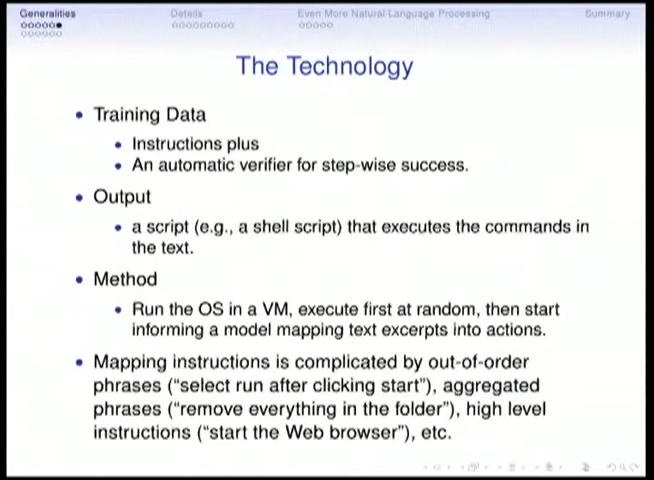 Generalities Details Even More Natural Language Processing Summary
The Technology
• Training Data
• Instructions plus
• An automatic verifier for step-wise success.
• Output
• a script (e.g., a shell script) that executes the commands in
the text.
• Method
• Run the OS in a VM, execute first at random, then start
informing a model mapping text excerpts into actions.
• Mapping instructions is complicated by out-of-order
phrases (“select run after clicking start”), aggregated
phrases (“remove everything in the folder”), high level
instructions (“start the Web browser”), etc.